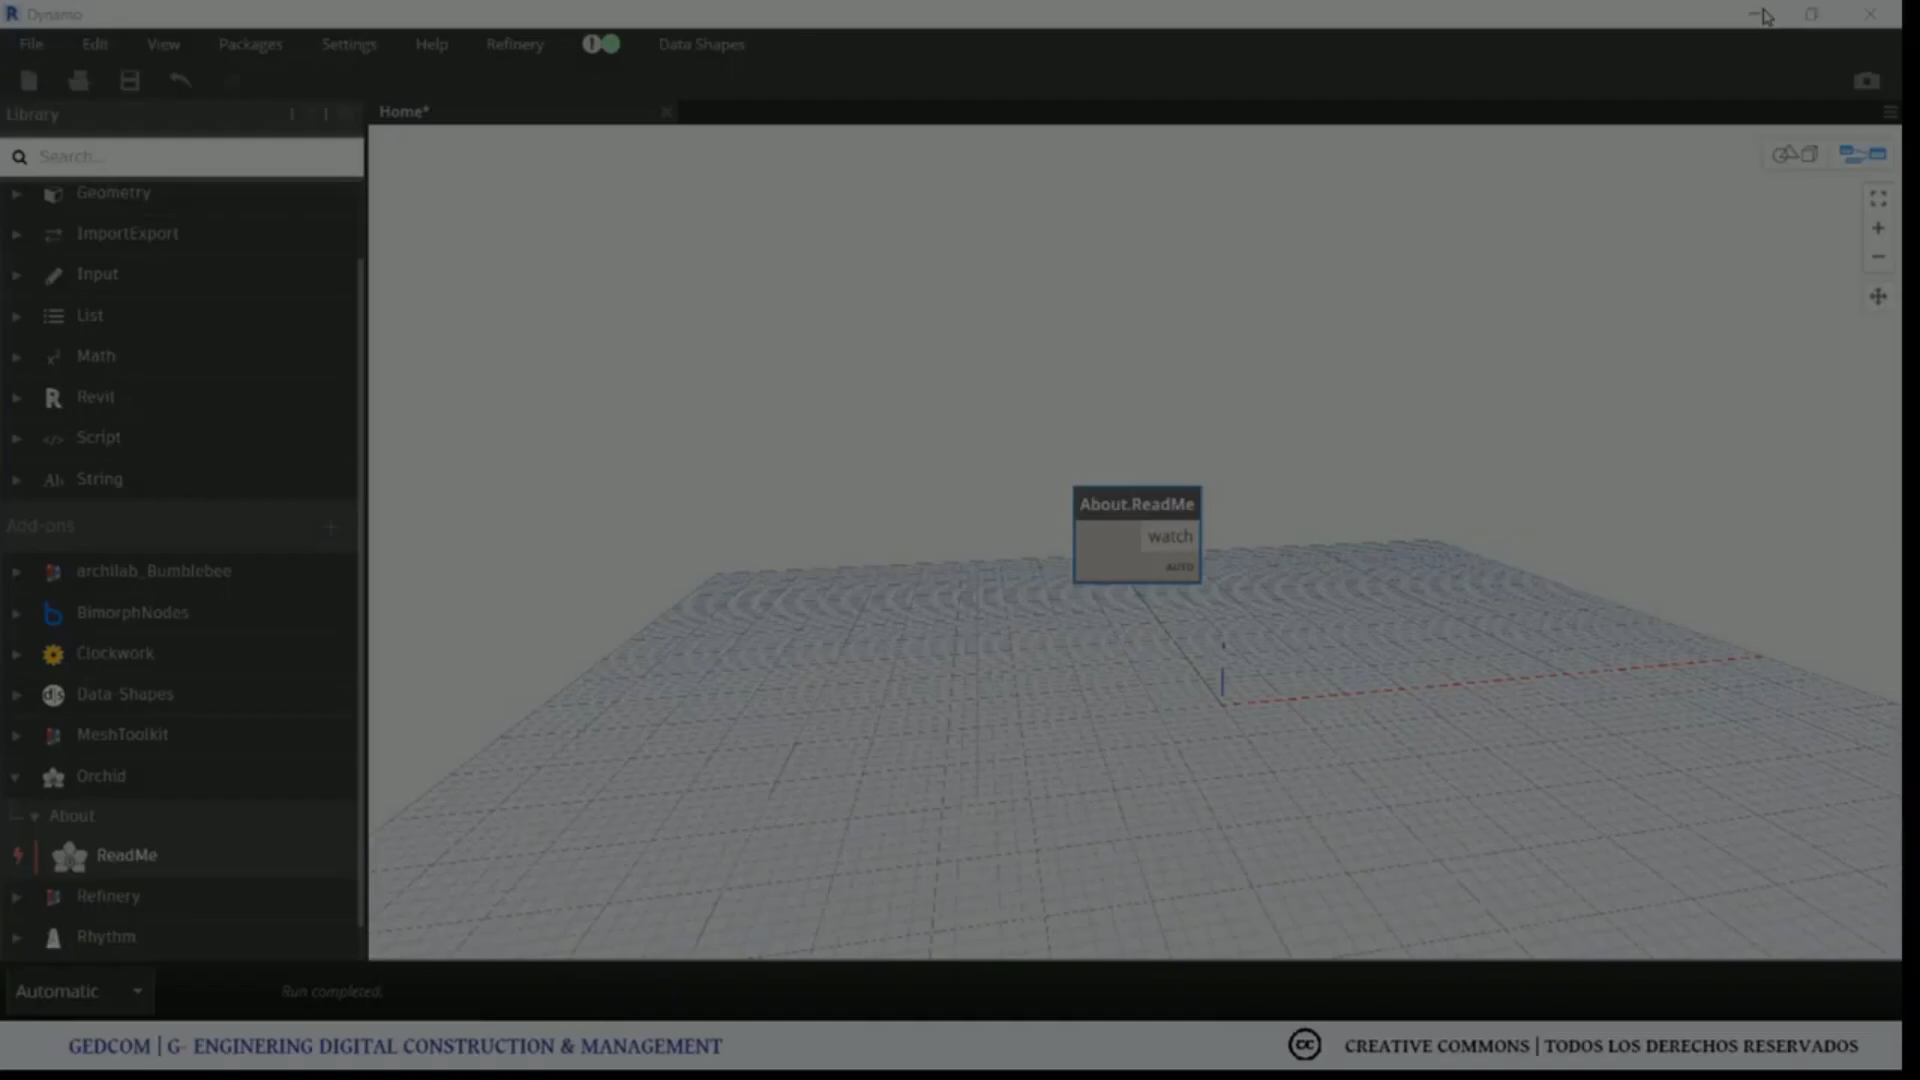 R Dynamo
File Edit View Packages Settings Help Refinery Data Shapes
Library
Home*
Search...
Geometry
ImportExport
Input
List
Math
R Revit
Script
String
Add-ons
archilab_Bumblebee
BimorphNodes
Clockwork
Data-Shapes
MeshToolkit
Orchid
About
ReadMe
Refinery
Rhythm
About.ReadMe
watch
AUTO
Automatic
Run completed.
GEDCOM | G- ENGINERING DIGITAL CONSTRUCTION & MANAGEMENT
cc CREATIVE COMMONS | TODOS LOS DERECHOS RESERVADOS